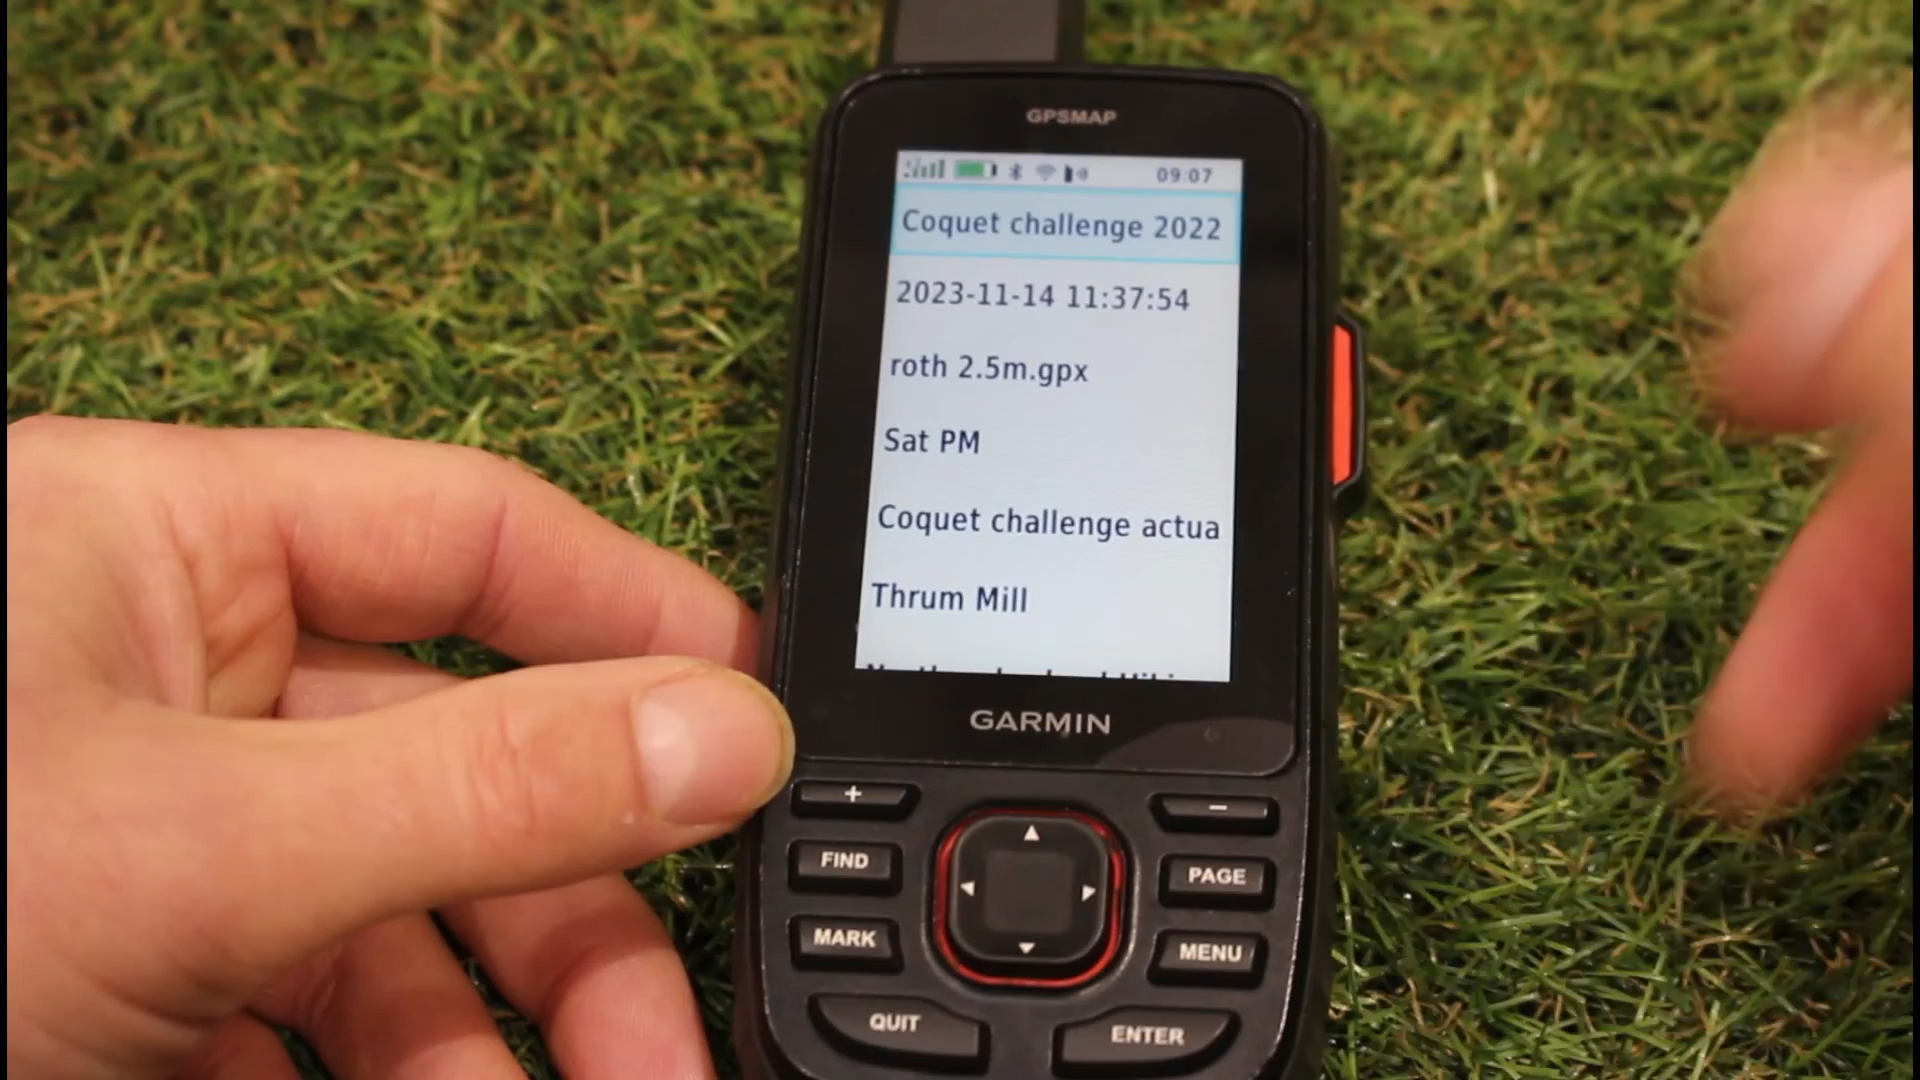 GPSMAP
09:07
Coquet challenge 2022
2023-11-14 11:37:54
roth 2.5m.gpx
Sat PM
Coquet challenge actua
Thrum Mill
GARMIN
+ −
FIND PAGE
MARK MENU
QUIT ENTER